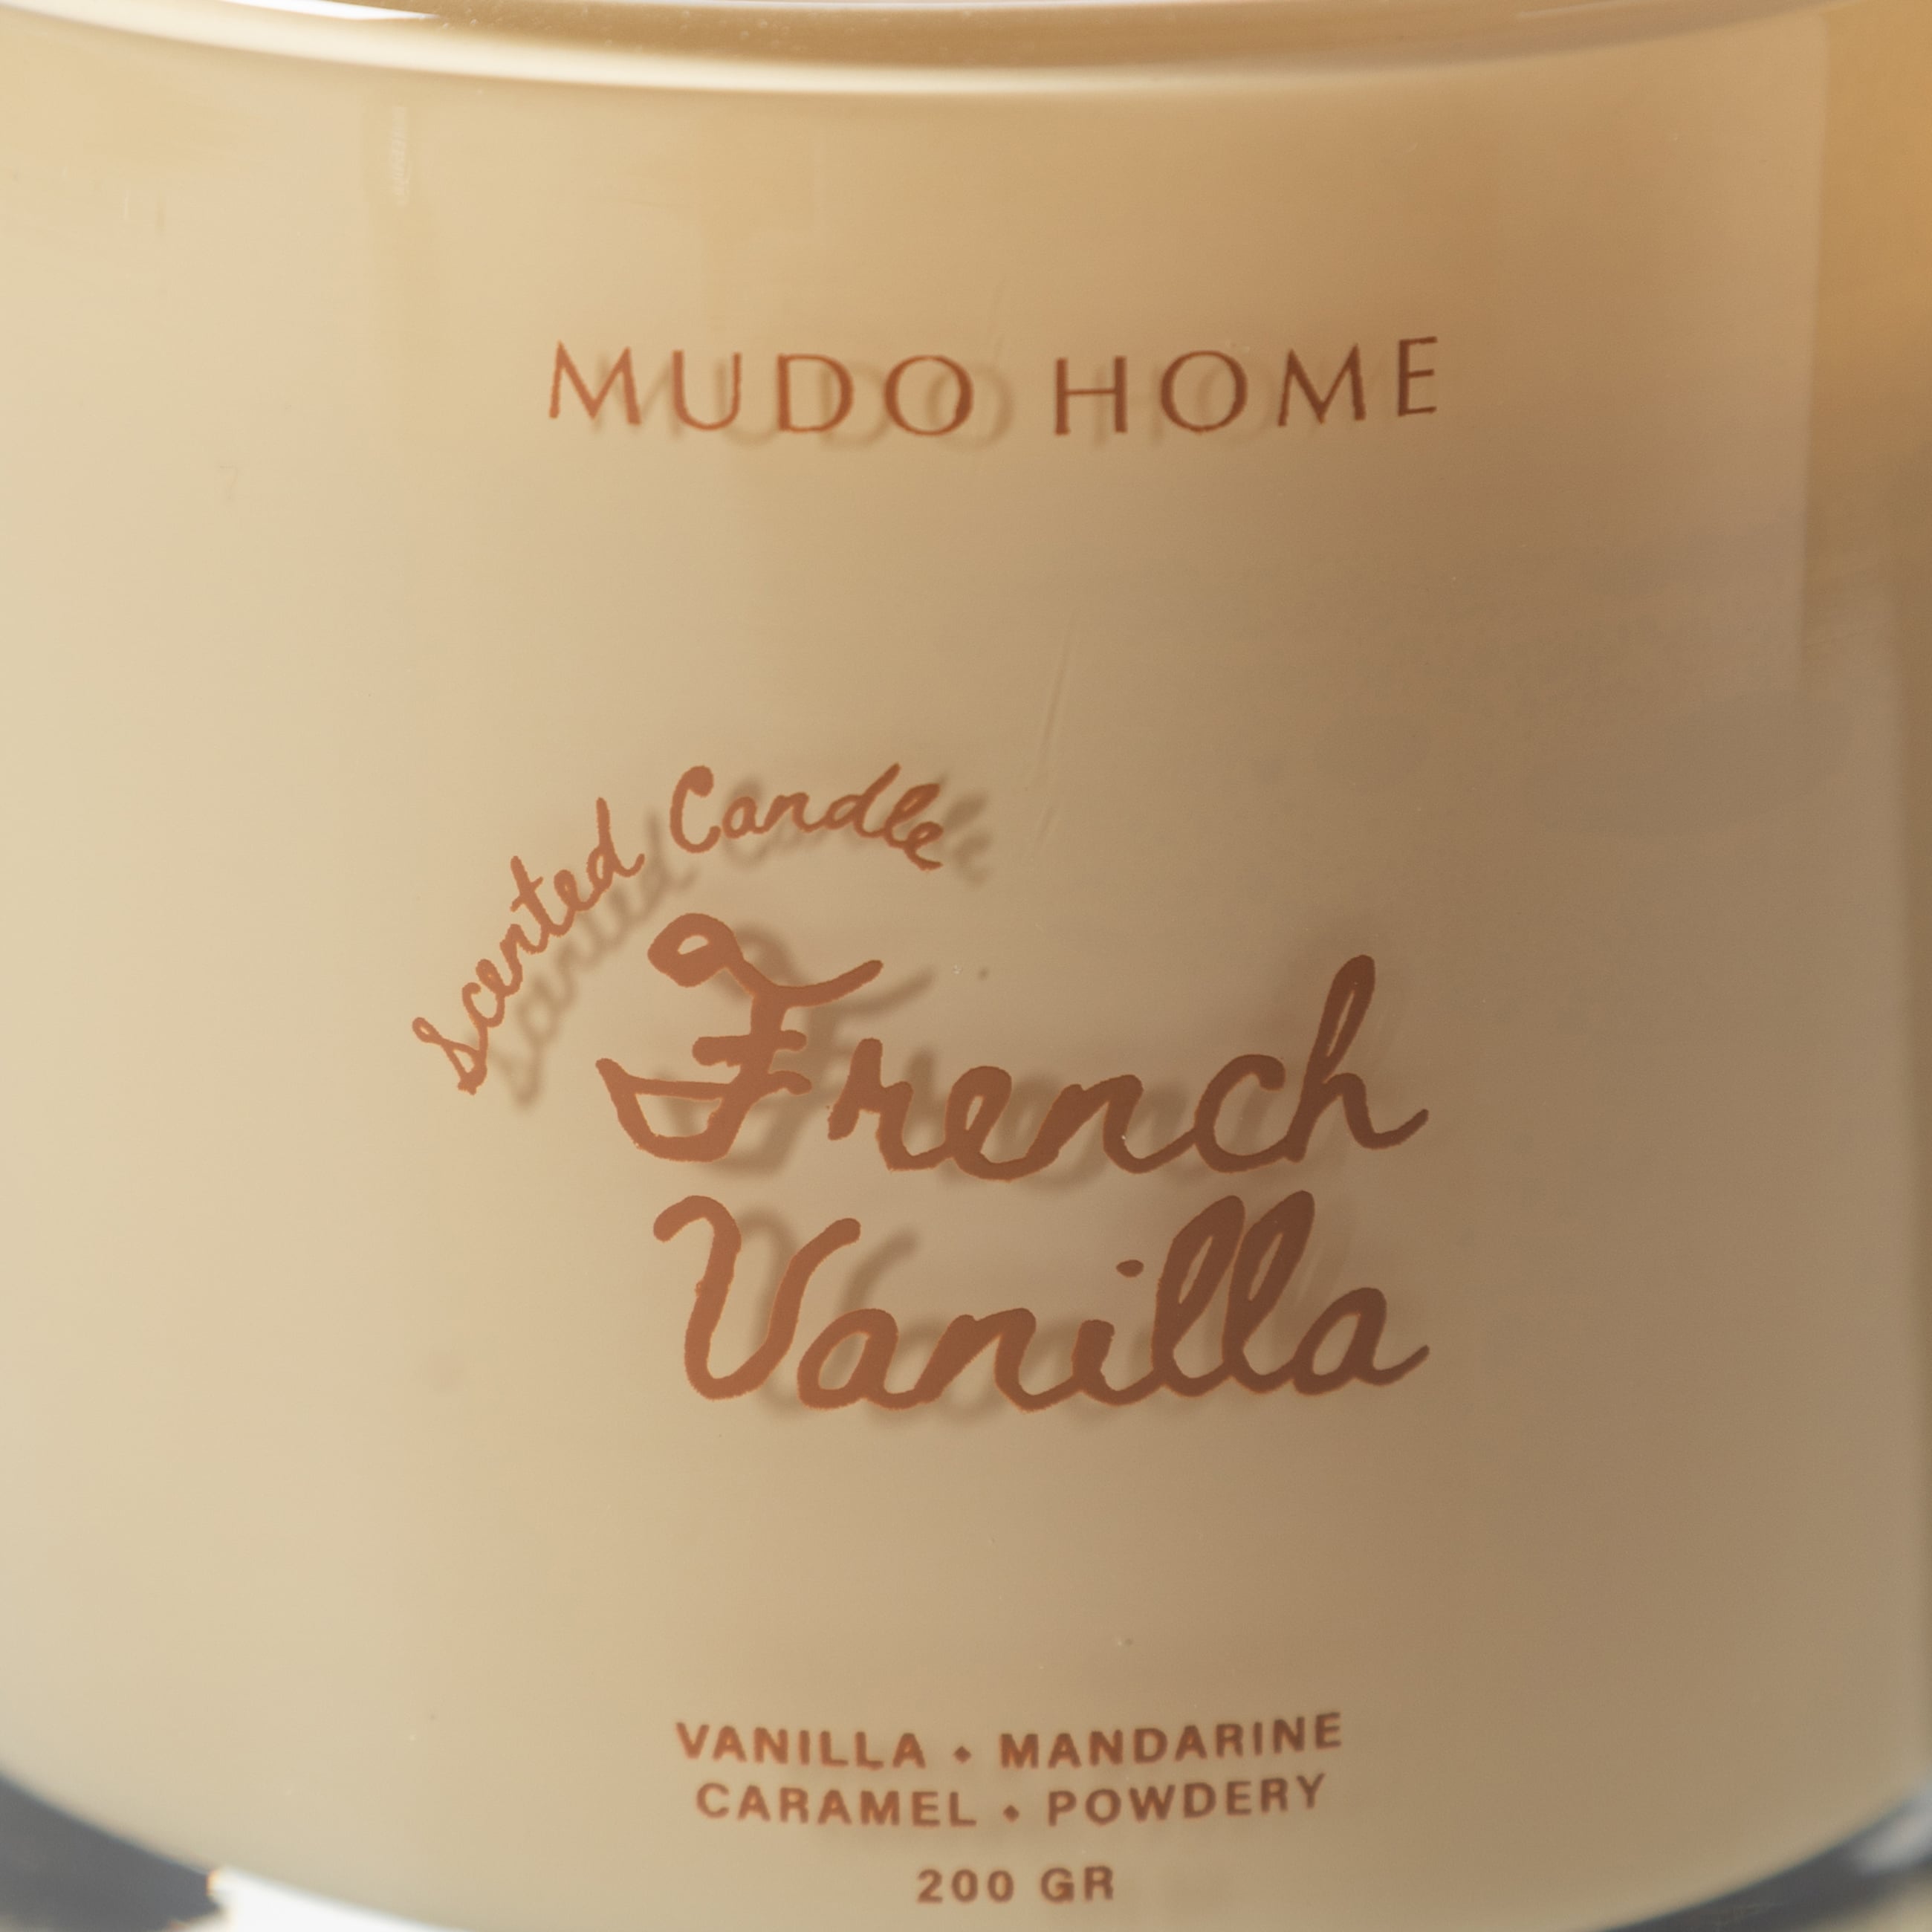 MUDO HOME
Scented Candle
French
Vanilla
VANILLA • MANDARINE
CARAMEL • POWDERY
200 GR